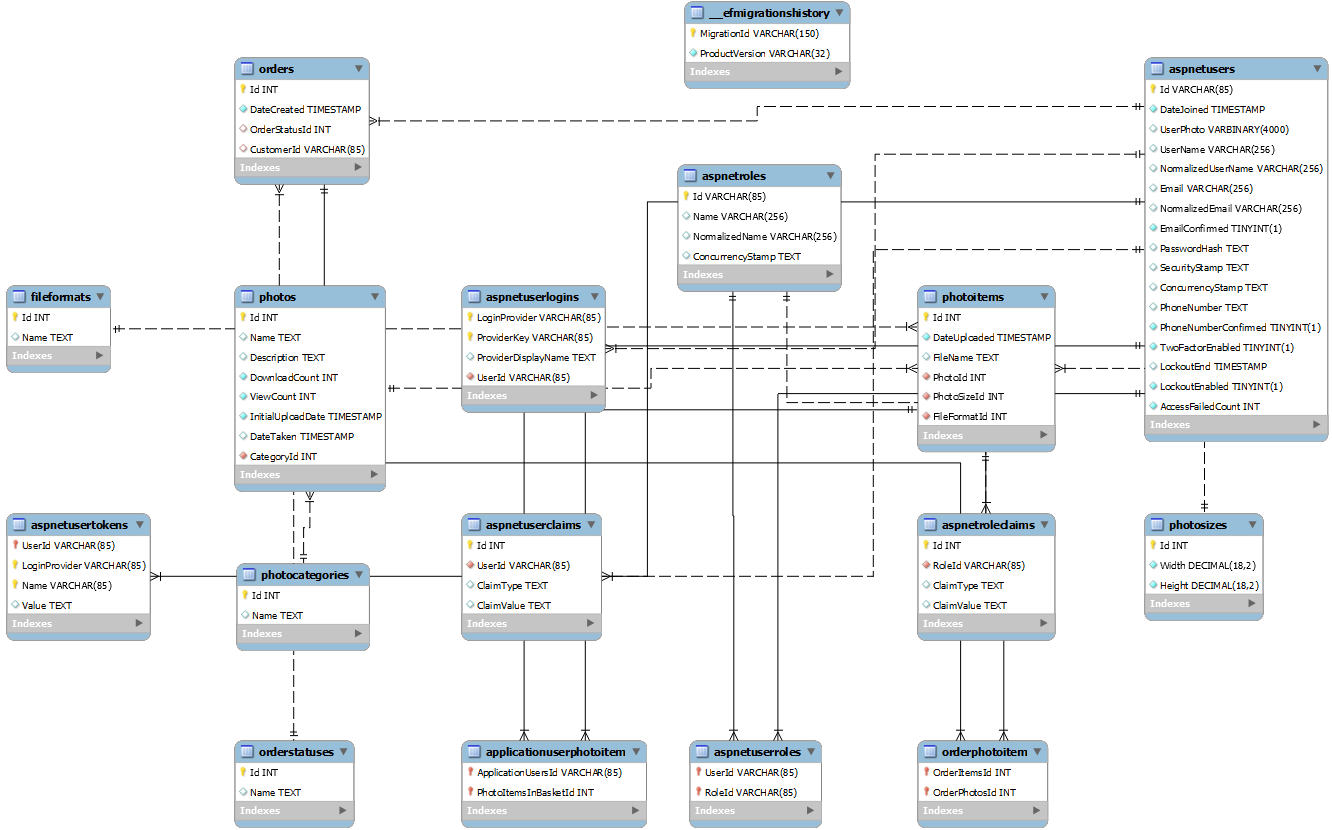 __efmigrationshistory
MigrationId VARCHAR(150)
ProductVersion VARCHAR(32)
Indexes
orders
Id INT
DateCreated TIMESTAMP
OrderStatusId INT
CustomerId VARCHAR(85)
Indexes
aspnetusers
Id VARCHAR(85)
DateJoined TIMESTAMP
UserPhoto VARBINARY(4000)
UserName VARCHAR(256)
NormalizedUserName VARCHAR(256)
Email VARCHAR(256)
NormalizedEmail VARCHAR(256)
EmailConfirmed TINYINT(1)
PasswordHash TEXT
SecurityStamp TEXT
ConcurrencyStamp TEXT
PhoneNumber TEXT
PhoneNumberConfirmed TINYINT(1)
TwoFactorEnabled TINYINT(1)
LockoutEnd TIMESTAMP
LockoutEnabled TINYINT(1)
AccessFailedCount INT
Indexes
aspnetroles
Id VARCHAR(85)
Name VARCHAR(256)
NormalizedName VARCHAR(256)
ConcurrencyStamp TEXT
Indexes
fileformats
Id INT
Name TEXT
Indexes
photos
Id INT
Name TEXT
Description TEXT
DownloadCount INT
ViewCount INT
InitialUploadDate TIMESTAMP
DateTaken TIMESTAMP
CategoryId INT
Indexes
aspnetuserlogins
LoginProvider VARCHAR(85)
ProviderKey VARCHAR(85)
ProviderDisplayName TEXT
UserId VARCHAR(85)
Indexes
photoitems
Id INT
DateUploaded TIMESTAMP
FileName TEXT
PhotoId INT
PhotoSizeId INT
FileFormatId INT
Indexes
aspnetusertokens
UserId VARCHAR(85)
LoginProvider VARCHAR(85)
Name VARCHAR(85)
Value TEXT
Indexes
photocategories
Id INT
Name TEXT
Indexes
aspnetuserclaims
Id INT
UserId VARCHAR(85)
ClaimType TEXT
ClaimValue TEXT
Indexes
aspnetroleclaims
Id INT
RoleId VARCHAR(85)
ClaimType TEXT
ClaimValue TEXT
Indexes
photosizes
Id INT
Width DECIMAL(18,2)
Height DECIMAL(18,2)
Indexes
orderstatuses
Id INT
Name TEXT
Indexes
applicationuserphotoitem
ApplicationUsersId VARCHAR(85)
PhotoItemsInBasketId INT
Indexes
aspnetuserroles
UserId VARCHAR(85)
RoleId VARCHAR(85)
Indexes
orderphotoitem
OrderItemsId INT
OrderPhotosId INT
Indexes